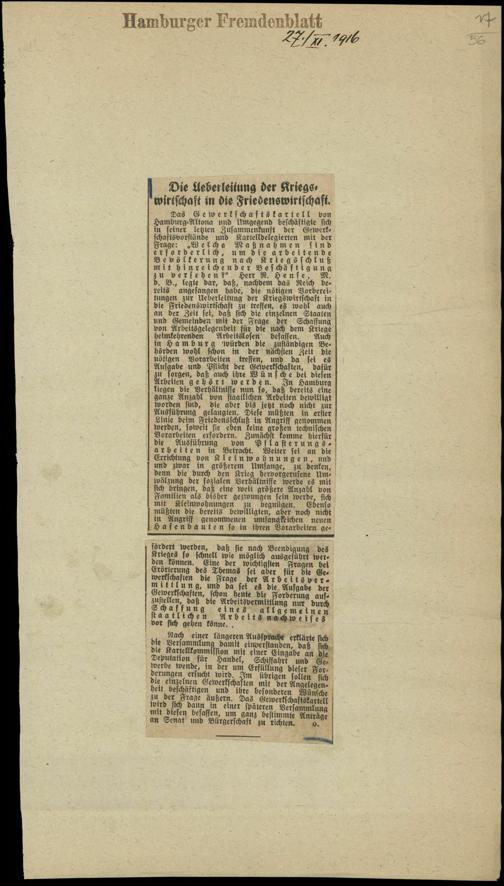 Hamburger Fremdenblatt
27./XI. 1916
Die Ueberleitung der Kriegs-
wirtschaft in die Friedenswirtschaft.
Das Gewerkschaftskartell von
Hamburg-Altona und Umgegend beschäftigte sich
in seiner letzten Zusammenkunft der Gewerk-
schaftsvorstände und Kartelldelegierten mit der
Frage: „Welche Maßnahmen sind
erforderlich, um die arbeitende
Bevölkerung nach Kriegsschluß
mit hinreichender Beschäftigung
zu versehen?" Herr R. Hense, M.
d. B., legte dar, daß, nachdem das Reich be-
reits angefangen habe, die nötigen Vorberei-
tungen zur Ueberleitung der Kriegswirtschaft in
die Friedenswirtschaft zu treffen, es wohl auch
an der Zeit sei, daß sich die einzelnen Staaten
und Gemeinden mit der Frage der Schaffung
von Arbeitsgelegenheit für die nach dem Kriege
heimkehrenden Arbeitslosen befassen. Auch
in Hamburg würden die zuständigen Be-
hörden wohl schon in der nächsten Zeit die
nötigen Vorarbeiten treffen, und da sei es
Aufgabe und Pflicht der Gewerkschaften, dafür
zu sorgen, daß auch ihre Wünsche bei diesen
Arbeiten gehört werden. In Hamburg
liegen die Verhältnisse nun so, daß bereits eine
ganze Anzahl von staatlichen Arbeiten bewilligt
worden sind, die aber bis jetzt noch nicht zur
Ausführung gelangten. Diese müßten in erster
Linie beim Friedensschluß in Angriff genommen
werden, soweit sie eben keine großen technischen
Vorarbeiten erfordern. Zunächst komme hierfür
die Ausführung von Pflasterungs-
arbeiten in Betracht. Weiter sei an die
Errichtung von Kleinwohnungen, und
und zwar in größerem Umfange, zu denken,
denn die durch den Krieg hervorgerufene Um-
wälzung der sozialen Verhältnisse werde es mit
sich bringen, daß eine weit größere Anzahl von
Familien als bisher gezwungen sein werde, sich
mit Kleinwohnungen zu begnügen. Ebenso
müßten die bereits bewilligten, aber noch nicht
in Angriff genommenen umfangreichen neuen
Hafenbauten so in ihren Vorarbeiten ge-
fördert werden, daß sie nach Beendigung des
Krieges so schnell wie möglich ausgeführt wer-
den können. Eine der wichtigsten Fragen bei
Erörterung des Themas sei aber für die Ge-
werkschaften die Frage der Arbeitsver-
mittlung, und da sei es die Aufgabe der
Gewerkschaften, schon heute die Forderung auf-
zustellen, daß die Arbeitsvermittlung nur durch
Schaffung eines allgemeinen
staatlichen Arbeitsnachweises
vor sich gehen könne.
Nach einer längeren Aussprache erklärte sich
die Versammlung damit einverstanden, daß sich
die Kartellkommission mit einer Eingabe an die
Deputation für Handel, Schiffahrt und Ge-
werbe wende, in der um Erfüllung dieser For-
derungen ersucht wird. Im übrigen sollen sich
die einzelnen Gewerkschaften mit der Angelegen-
heit beschäftigen und ihre besonderen Wünsche
zu der Frage äußern. Das Gewerkschaftskartell
wird sich dann in einer späteren Versammlung
mit diesen befassen, um ganz bestimmte Anträge
an Senat und Bürgerschaft zu richten. o.